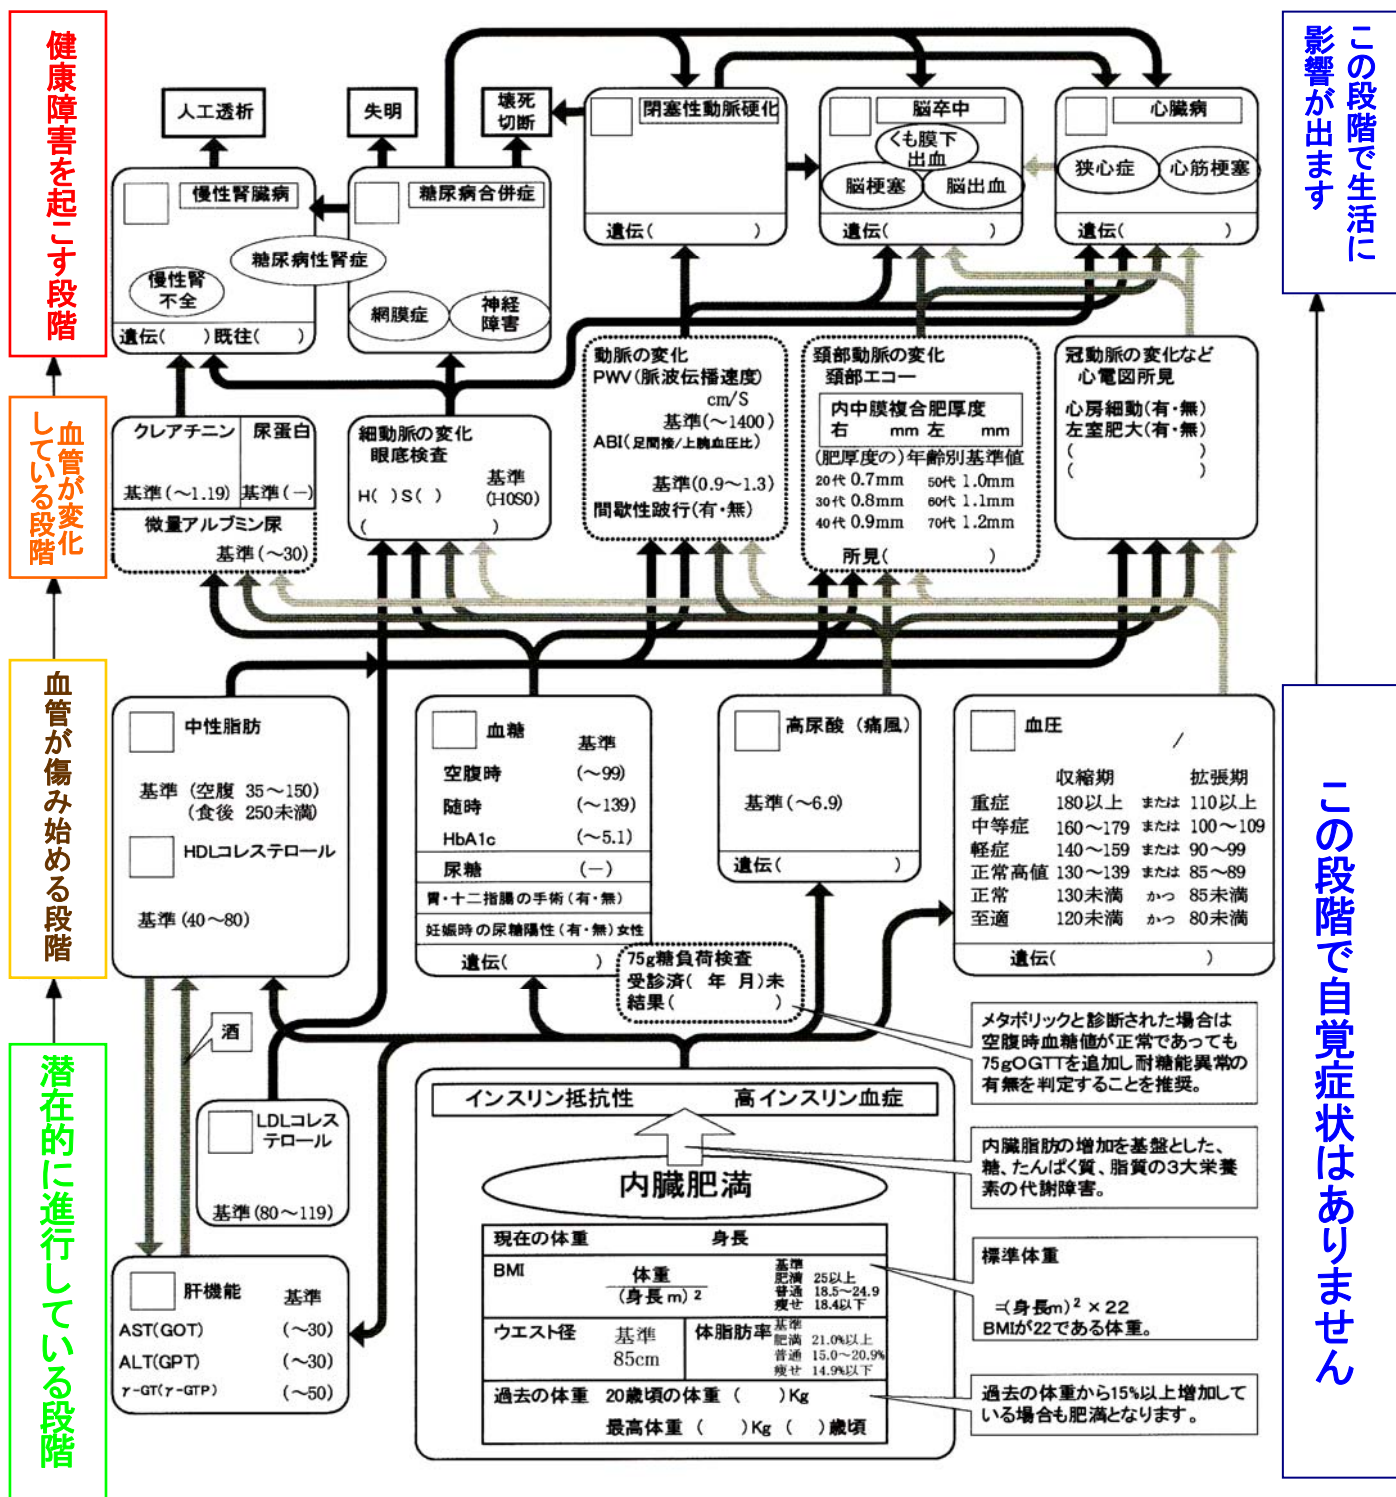 健康障害を起こす段階
血管が変化
している段階
血管が傷み始める段階
潜在的に進行している段階
この段階で生活に
影響が出ます
この段階で自覚症状はありません
人工透析
失明
壊死
切断
閉塞性動脈硬化
遺伝( )
脳卒中
くも膜下
出血
脳梗塞
脳出血
遺伝( )
心臓病
狭心症
心筋梗塞
遺伝( )
慢性腎臓病
慢性腎
不全
遺伝( )既往( )
糖尿病性腎症
糖尿病合併症
網膜症
神経
障害
クレアチニン 尿蛋白
基準(～1.19) 基準(－)
微量アルブミン尿
基準(～30)
細動脈の変化
眼底検査
基準
H( )S( ) (H0S0)
( )
動脈の変化
PWV(脈波伝播速度)
cm/S
基準(～1400)
ABI(足関接/上腕血圧比)
基準(0.9～1.3)
間歇性跛行(有・無)
頚部動脈の変化
頚部エコー
内中膜複合肥厚度
右 mm 左 mm
(肥厚度の)年齢別基準値
20代 0.7mm 50代 1.0mm
30代 0.8mm 60代 1.1mm
40代 0.9mm 70代 1.2mm
所見( )
冠動脈の変化など
心電図所見
心房細動(有・無)
左室肥大(有・無)
( )
( )
中性脂肪
基準(空腹 35～150)
(食後 250未満)
HDLコレステロール
基準(40～80)
血糖
基準
空腹時 (～99)
随時 (～139)
HbA1c (～5.1)
尿糖 (－)
胃・十二指腸の手術(有・無)
妊娠時の尿糖陽性(有・無)女性
遺伝( )
75g糖負荷検査
受診済( 年 月)未
結果( )
高尿酸(痛風)
基準(～6.9)
遺伝( )
血圧
/
収縮期 拡張期
重症 180以上 または 110以上
中等症 160～179 または 100～109
軽症 140～159 または 90～99
正常高値 130～139 または 85～89
正常 130未満 かつ 85未満
至適 120未満 かつ 80未満
遺伝( )
酒
LDLコレス
テロール
基準(80～119)
肝機能 基準
AST(GOT) (～30)
ALT(GPT) (～30)
γ-GT(γ-GTP) (～50)
インスリン抵抗性 高インスリン血症
内臓肥満
現在の体重 身長
BMI
体重
(身長m)2
基準
肥満 25以上
普通 18.5～24.9
痩せ 18.4以下
ウエスト径 基準
85cm
体脂肪率
基準
肥満 21.0%以上
普通 15.0～20.9%
痩せ 14.9%以下
過去の体重 20歳頃の体重 ( )Kg
最高体重 ( )Kg ( )歳頃
メタボリックと診断された場合は
空腹時血糖値が正常であっても
75gOGTTを追加し耐糖能異常の
有無を判定することを推奨。
内臓脂肪の増加を基盤とした、
糖、たんぱく質、脂質の3大栄養
素の代謝障害。
標準体重
=(身長m)2 × 22
BMIが22である体重。
過去の体重から15%以上増加して
いる場合も肥満となります。